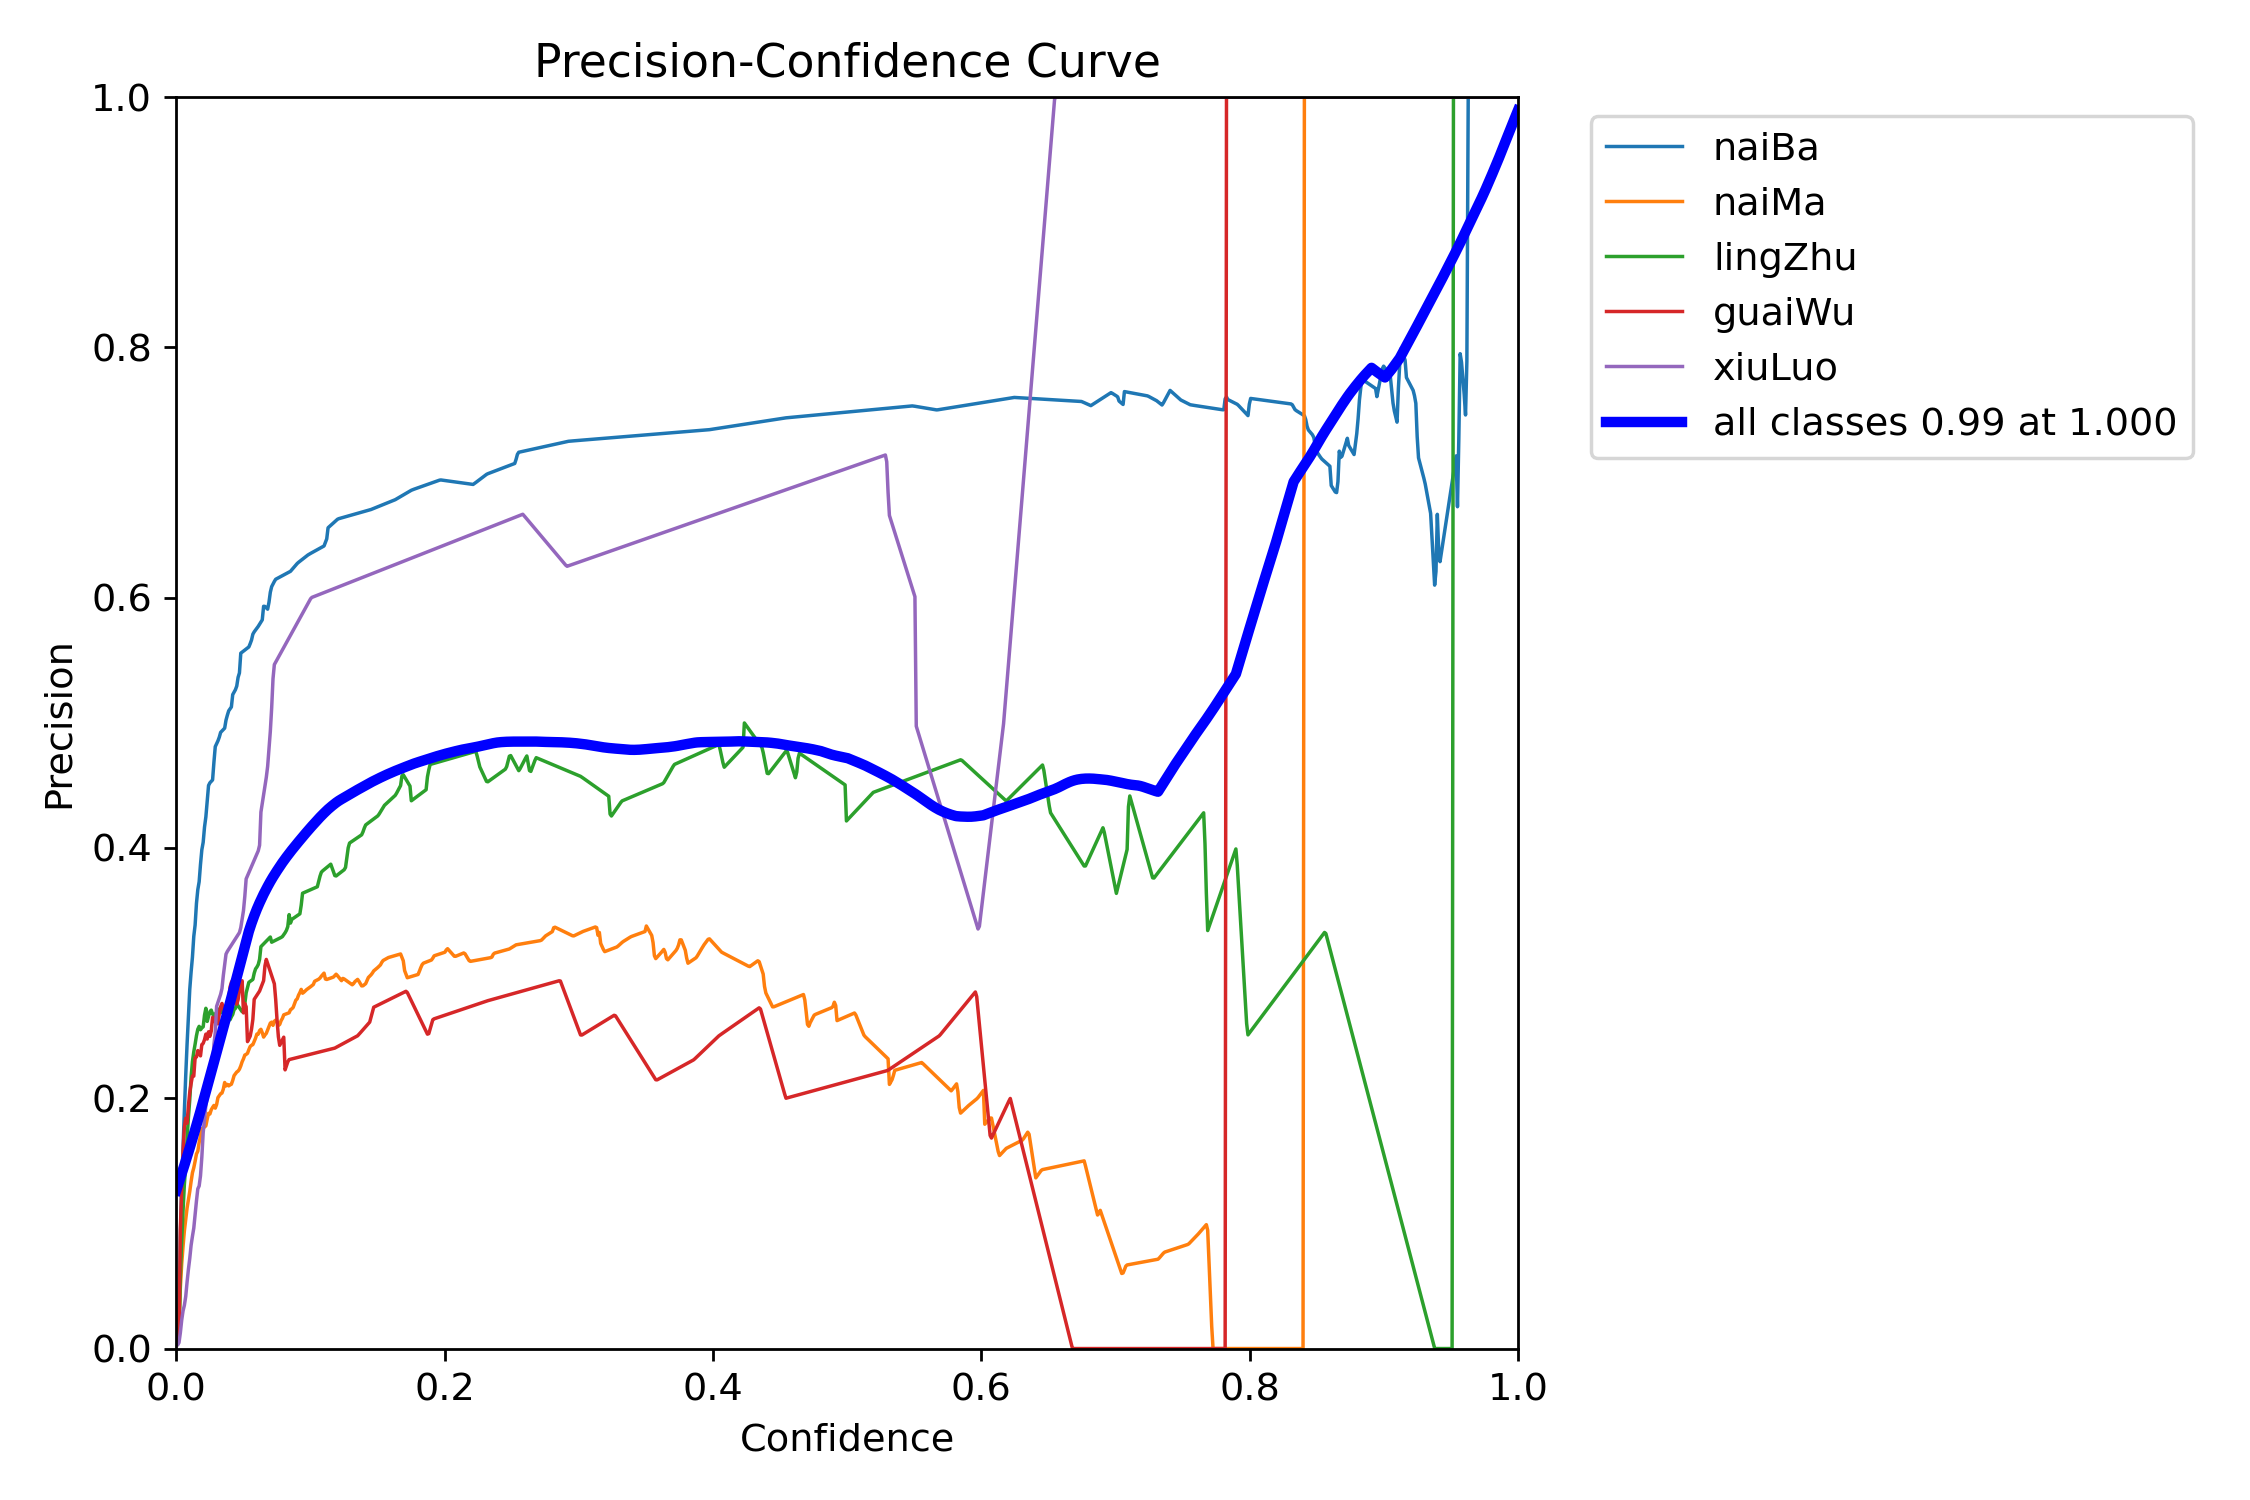 Precision-Confidence Curve
1.0
0.8
0.6
0.4
0.2
0.0
Precision
0.0 0.2 0.4 0.6 0.8 1.0
Confidence
naiBa
naiMa
lingZhu
guaiWu
xiuLuo
all classes 0.99 at 1.000